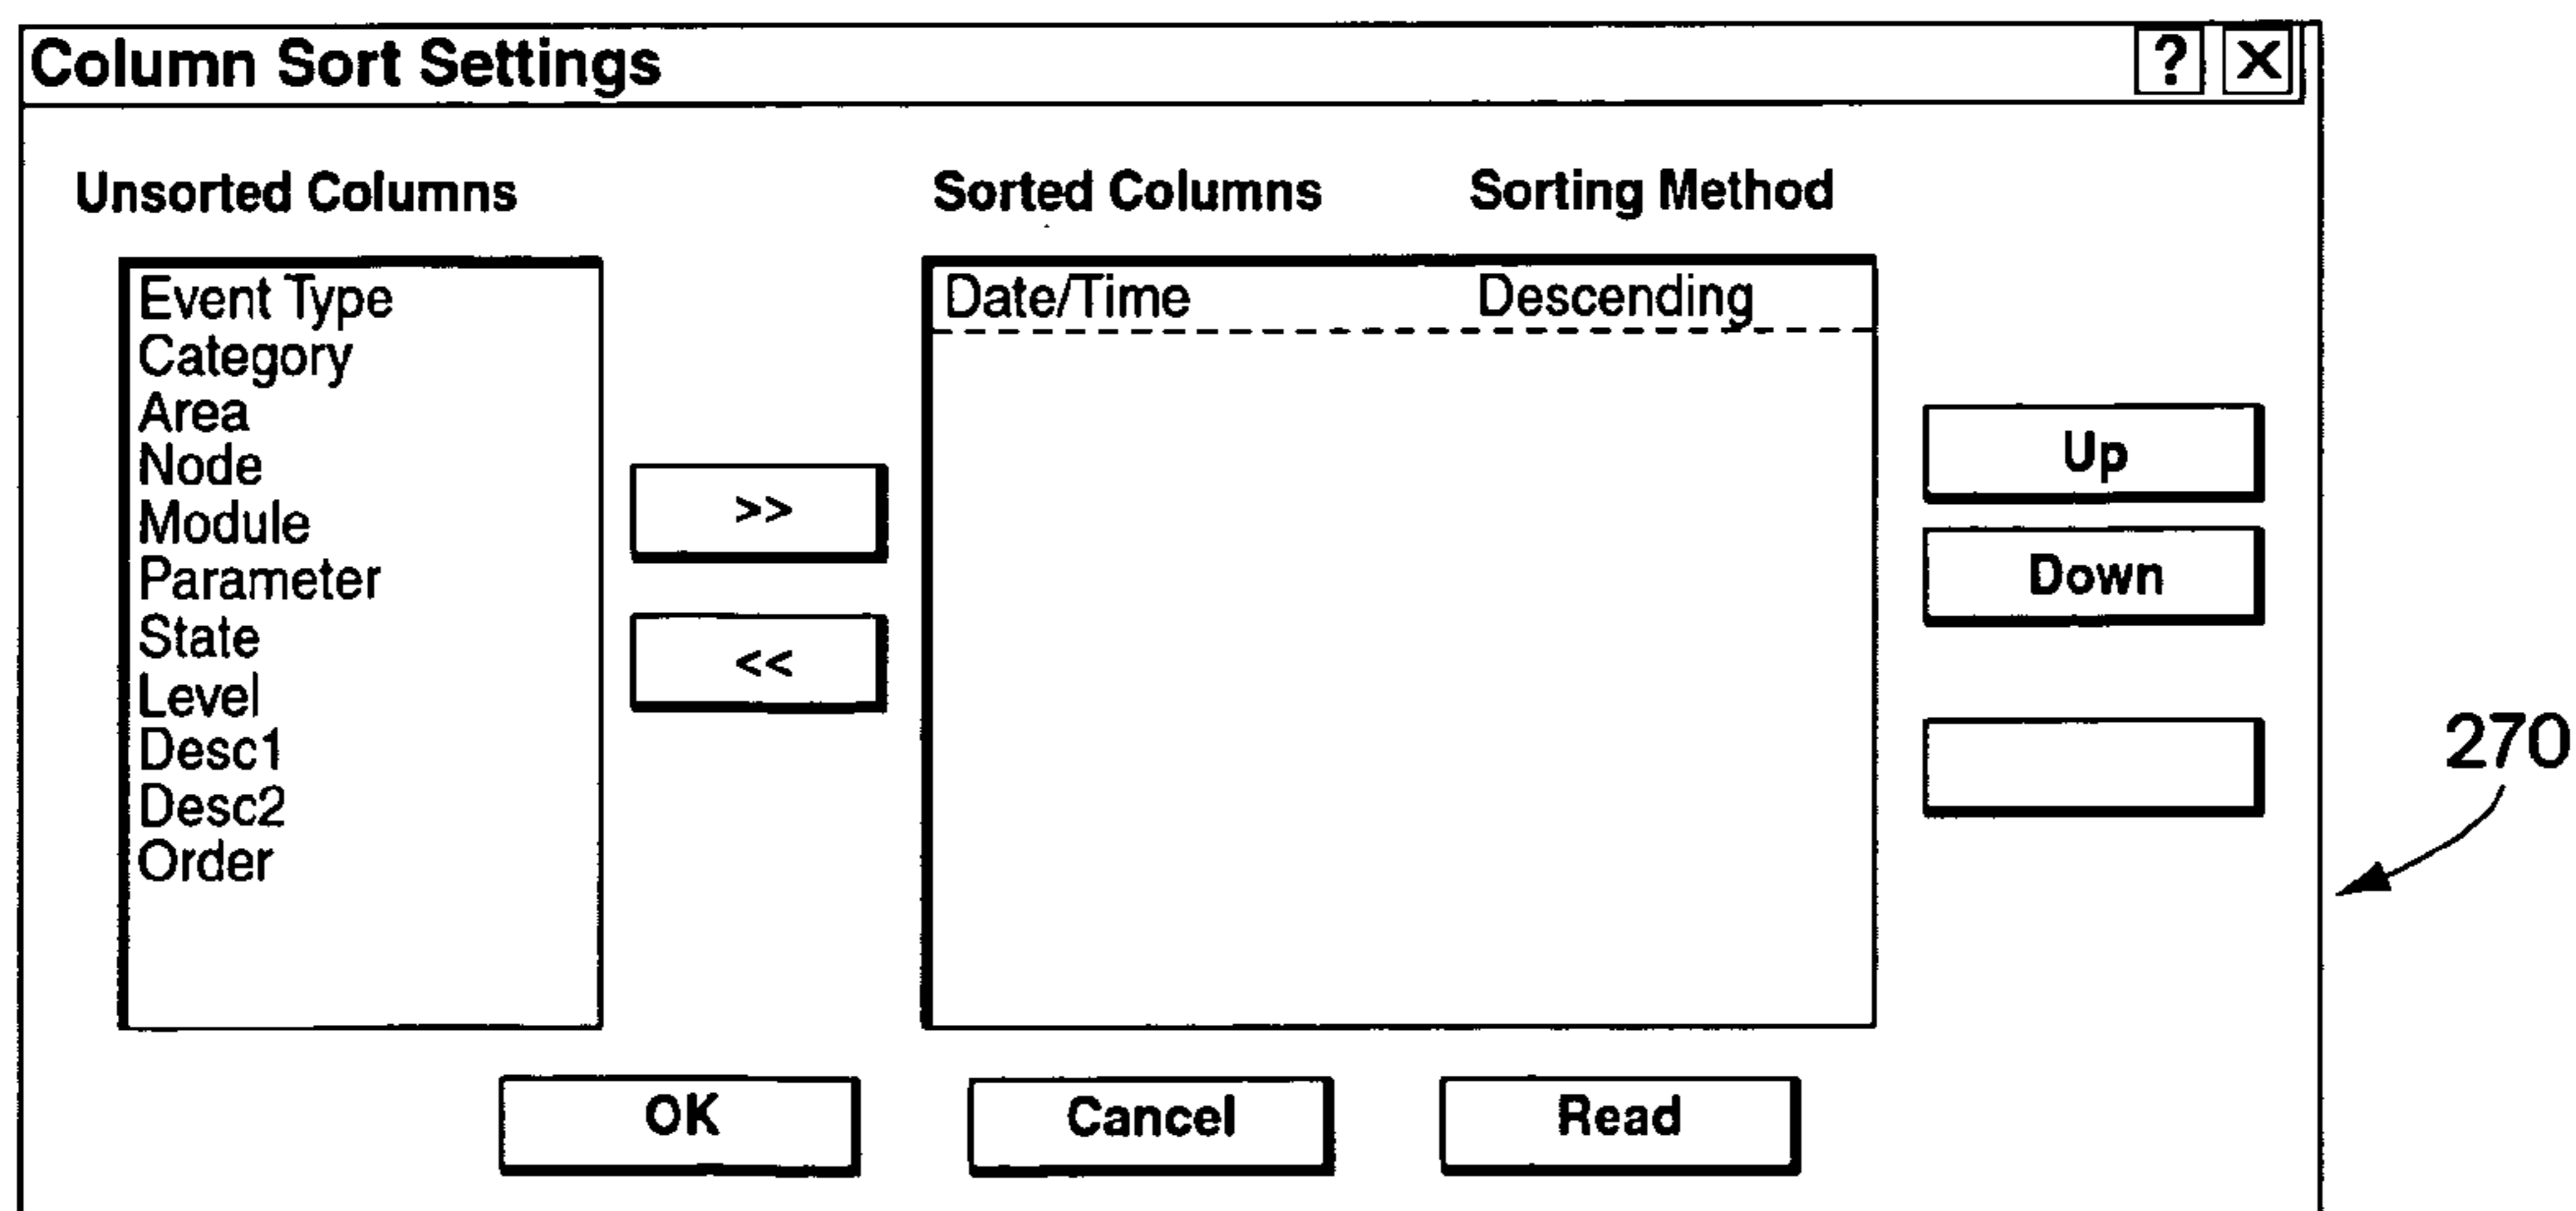 Column Sort Settings ? X
Unsorted Columns Sorted Columns Sorting Method
Event Type
Category
Area
Node
Module
Parameter
State
Level
Desc1
Desc2
Order
>>
<<
Date/Time Descending
Up
Down
270
OK Cancel Read